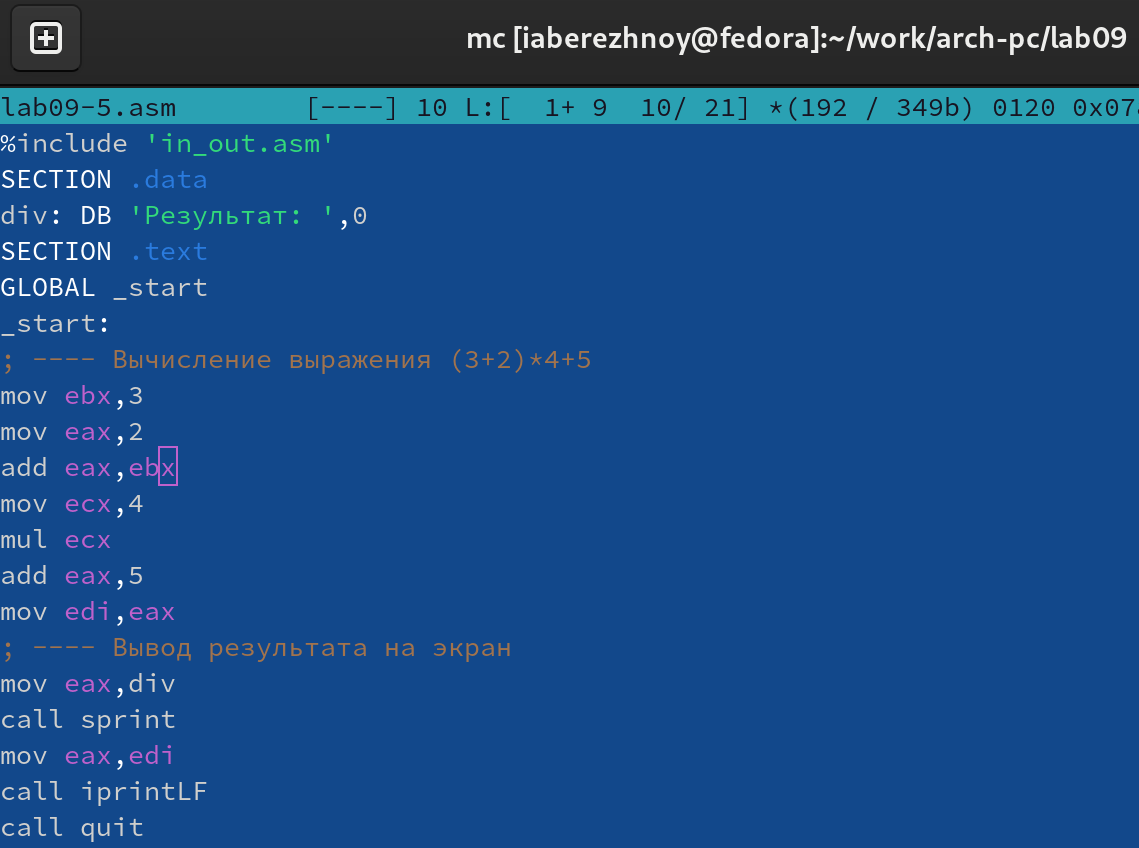 mc [iaberezhnoy@fedora]:~/work/arch-pc/lab09
lab09-5.asm [----] 10 L:[ 1+ 9 10/ 21] *(192 / 349b) 0120 0x07
%include 'in_out.asm'
SECTION .data
div: DB 'Результат: ',0
SECTION .text
GLOBAL _start
_start:
; ---- Вычисление выражения (3+2)*4+5
mov ebx,3
mov eax,2
add eax,ebx
mov ecx,4
mul ecx
add eax,5
mov edi,eax
; ---- Вывод результата на экран
mov eax,div
call sprint
mov eax,edi
call iprintLF
call quit